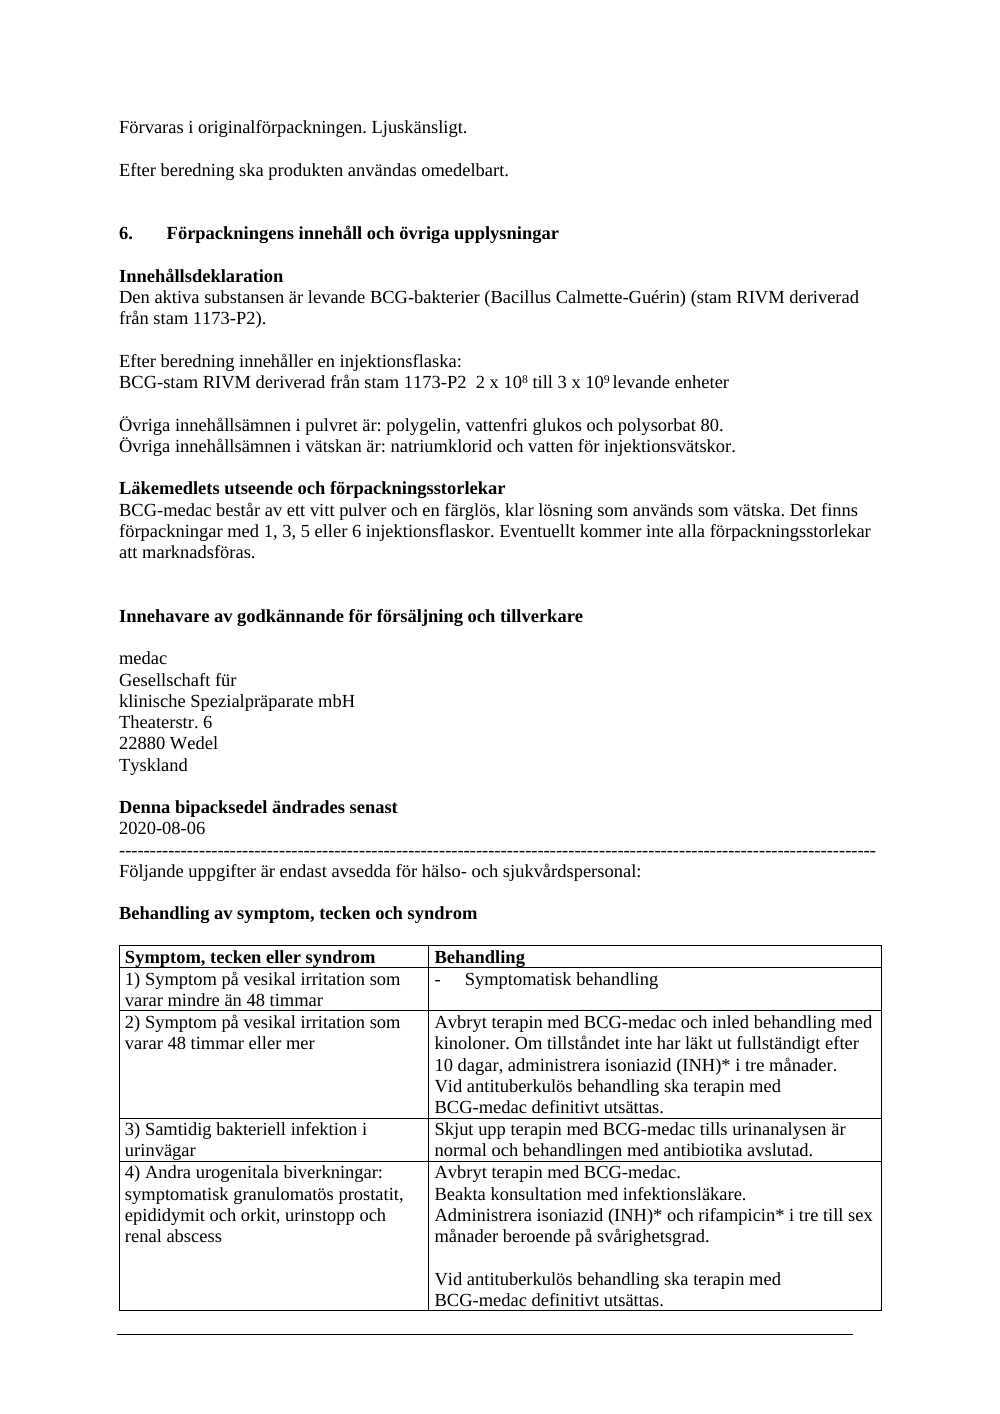 Förvaras i originalförpackningen. Ljuskänsligt.
Efter beredning ska produkten användas omedelbart.
6. Förpackningens innehåll och övriga upplysningar
Innehållsdeklaration
Den aktiva substansen är levande BCG-bakterier (Bacillus Calmette-Guérin) (stam RIVM deriverad
från stam 1173-P2).
Efter beredning innehåller en injektionsflaska:
BCG-stam RIVM deriverad från stam 1173-P2  2 x 10⁸ till 3 x 10⁹ levande enheter
Övriga innehållsämnen i pulvret är: polygelin, vattenfri glukos och polysorbat 80.
Övriga innehållsämnen i vätskan är: natriumklorid och vatten för injektionsvätskor.
Läkemedlets utseende och förpackningsstorlekar
BCG-medac består av ett vitt pulver och en färglös, klar lösning som används som vätska. Det finns
förpackningar med 1, 3, 5 eller 6 injektionsflaskor. Eventuellt kommer inte alla förpackningsstorlekar
att marknadsföras.
Innehavare av godkännande för försäljning och tillverkare
medac
Gesellschaft für
klinische Spezialpräparate mbH
Theaterstr. 6
22880 Wedel
Tyskland
Denna bipacksedel ändrades senast
2020-08-06
---------------------------------------------------------------------------------------------------------------------------
Följande uppgifter är endast avsedda för hälso- och sjukvårdspersonal:
Behandling av symptom, tecken och syndrom
Symptom, tecken eller syndrom
Behandling
1) Symptom på vesikal irritation som
varar mindre än 48 timmar
- Symptomatisk behandling
2) Symptom på vesikal irritation som
varar 48 timmar eller mer
Avbryt terapin med BCG-medac och inled behandling med
kinoloner. Om tillståndet inte har läkt ut fullständigt efter
10 dagar, administrera isoniazid (INH)* i tre månader.
Vid antituberkulös behandling ska terapin med
BCG-medac definitivt utsättas.
3) Samtidig bakteriell infektion i
urinvägar
Skjut upp terapin med BCG-medac tills urinanalysen är
normal och behandlingen med antibiotika avslutad.
4) Andra urogenitala biverkningar:
symptomatisk granulomatös prostatit,
epididymit och orkit, urinstopp och
renal abscess
Avbryt terapin med BCG-medac.
Beakta konsultation med infektionsläkare.
Administrera isoniazid (INH)* och rifampicin* i tre till sex
månader beroende på svårighetsgrad.
Vid antituberkulös behandling ska terapin med
BCG-medac definitivt utsättas.